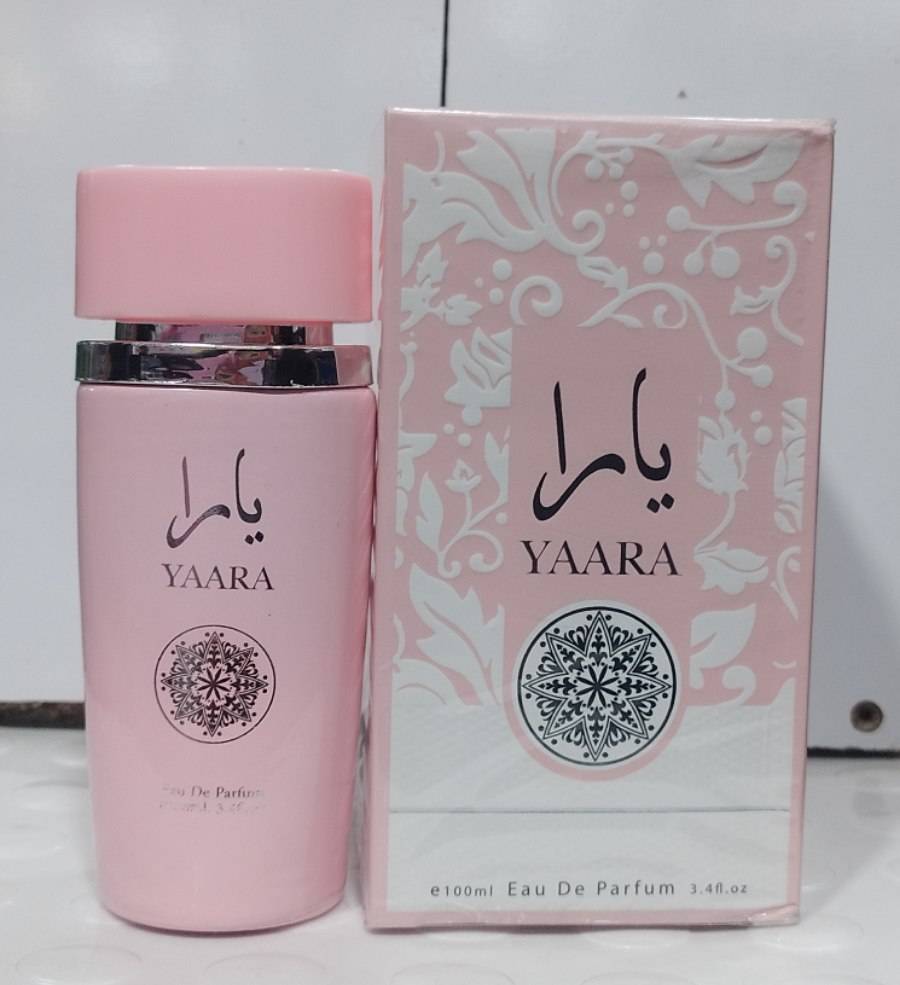 يارا
YAARA
Eau De Parfum
يارا
YAARA
e100ml Eau De Parfum 3.4fl.oz